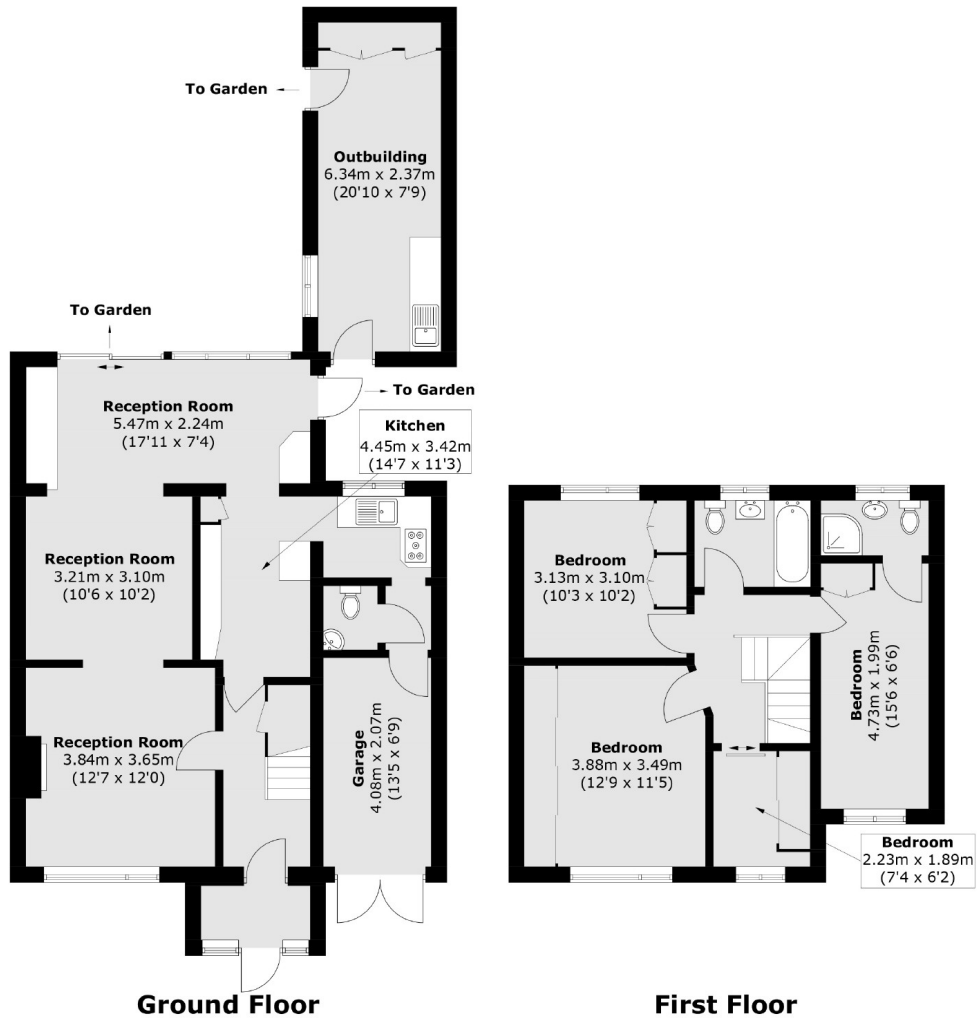 To Garden
Outbuilding
6.34m x 2.37m
(20'10 x 7'9)
To Garden
To Garden
Reception Room
5.47m x 2.24m
(17'11 x 7'4)
Kitchen
4.45m x 3.42m
(14'7 x 11'3)
Reception Room
3.21m x 3.10m
(10'6 x 10'2)
Reception Room
3.84m x 3.65m
(12'7 x 12'0)
Garage
4.08m x 2.07m
(13'5 x 6'9)
Ground Floor
Bedroom
3.13m x 3.10m
(10'3 x 10'2)
Bedroom
4.73m x 1.99m
(15'6 x 6'6)
Bedroom
3.88m x 3.49m
(12'9 x 11'5)
Bedroom
2.23m x 1.89m
(7'4 x 6'2)
First Floor